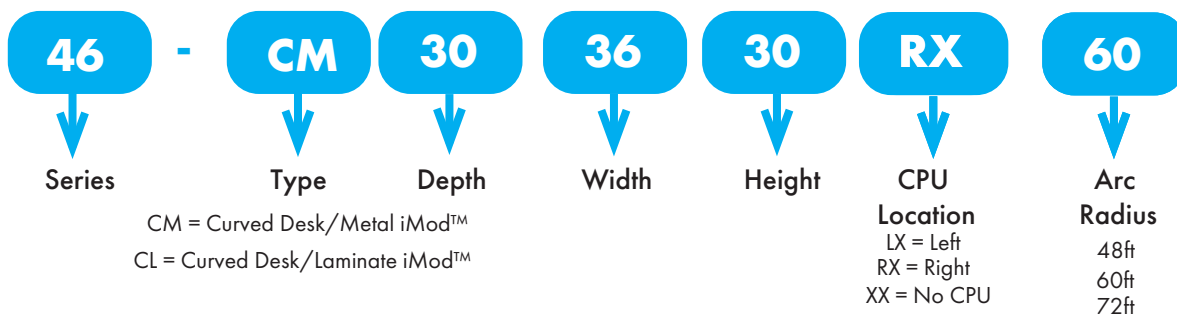 46 - CM 30 36 30 RX 60
Series Type Depth Width Height CPU Location Arc Radius
CM = Curved Desk/Metal iMod™
CL = Curved Desk/Laminate iMod™
LX = Left
RX = Right
XX = No CPU
48ft
60ft
72ft